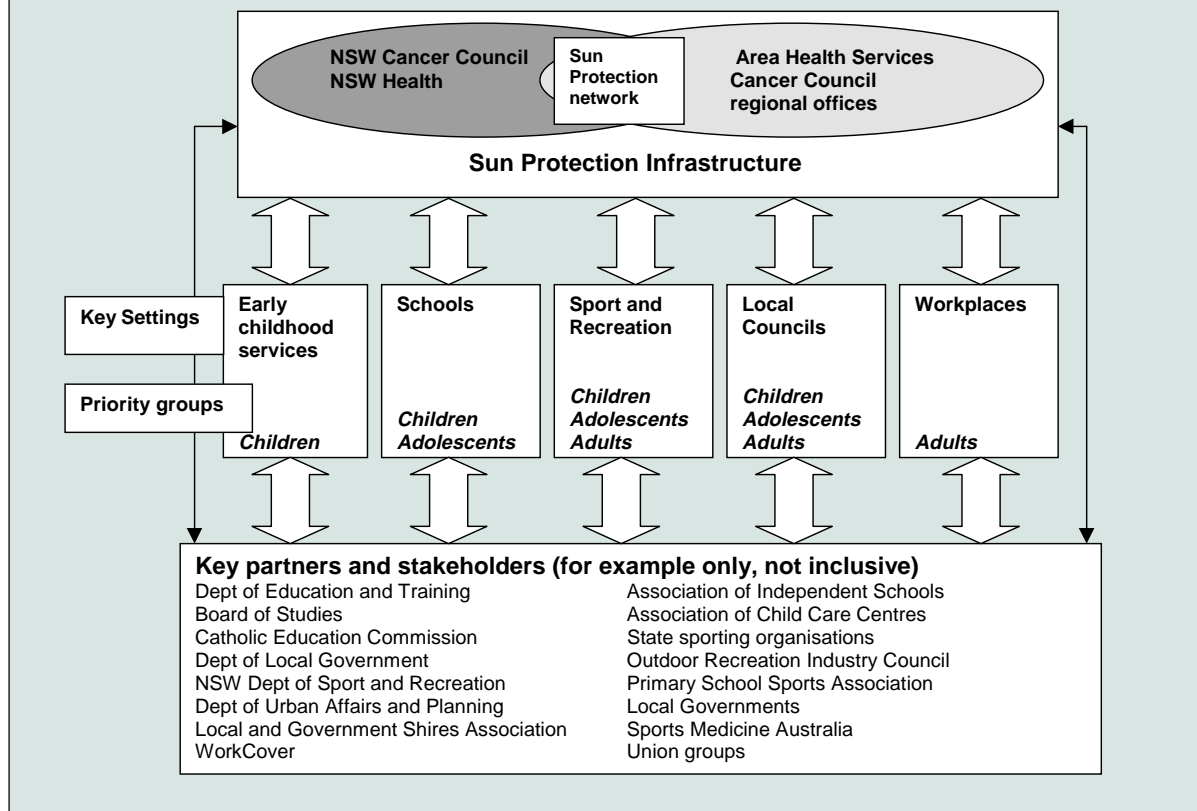 NSW Cancer Council
NSW Health
Sun
Protection
network
Area Health Services
Cancer Council
regional offices
Sun Protection Infrastructure
Key Settings
Priority groups
Early
childhood
services
Children
Schools
Children
Adolescents
Sport and
Recreation
Children
Adolescents
Adults
Local
Councils
Children
Adolescents
Adults
Workplaces
Adults
Key partners and stakeholders (for example only, not inclusive)
Dept of Education and Training
Board of Studies
Catholic Education Commission
Dept of Local Government
NSW Dept of Sport and Recreation
Dept of Urban Affairs and Planning
Local and Government Shires Association
WorkCover
Association of Independent Schools
Association of Child Care Centres
State sporting organisations
Outdoor Recreation Industry Council
Primary School Sports Association
Local Governments
Sports Medicine Australia
Union groups